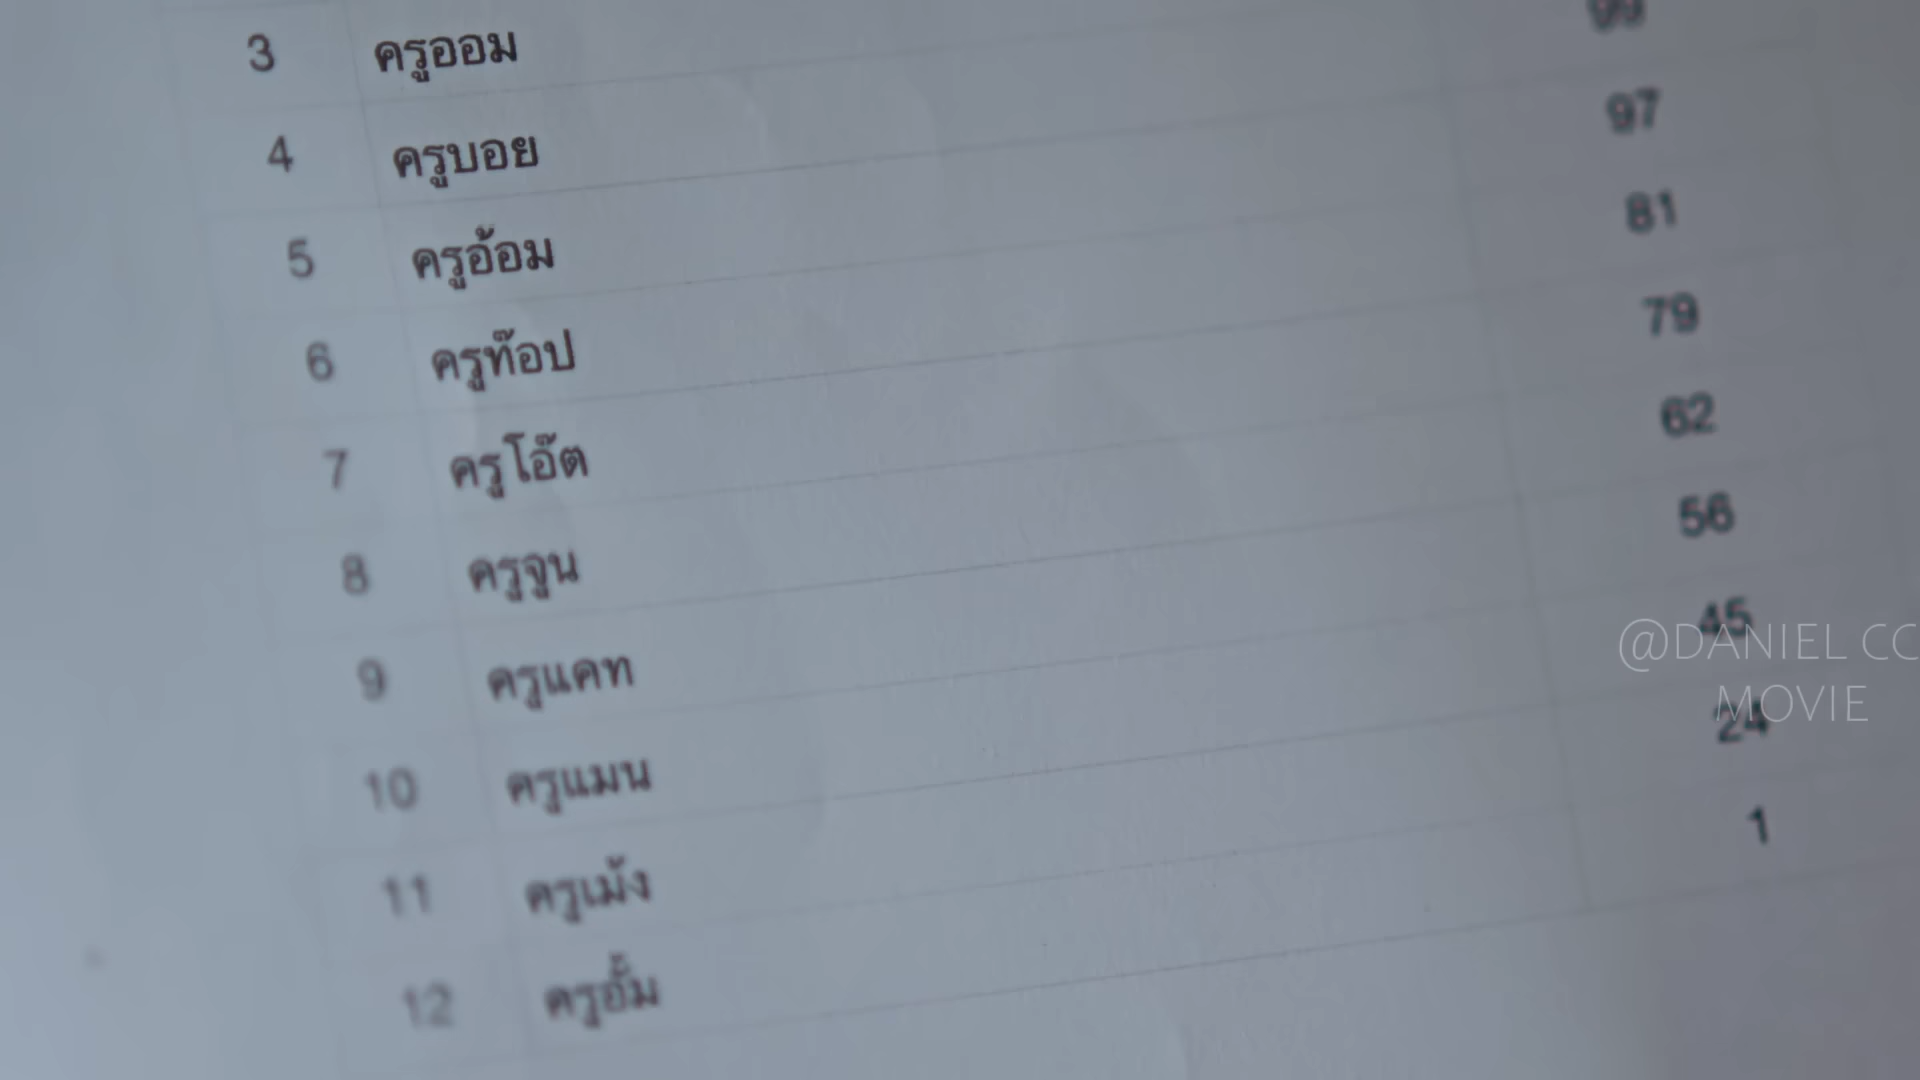 3 ครูออม
4 ครูบอย 99
5 ครูอ้อม 97
6 ครูท๊อป 81
7 ครูโอ๊ต 79
8 ครูจูน 62
9 ครูแคท 56
10 ครูแมน 45
11 ครูเม้ง 24
12 ครูอั้ม 1
@DANIEL CC
MOVIE